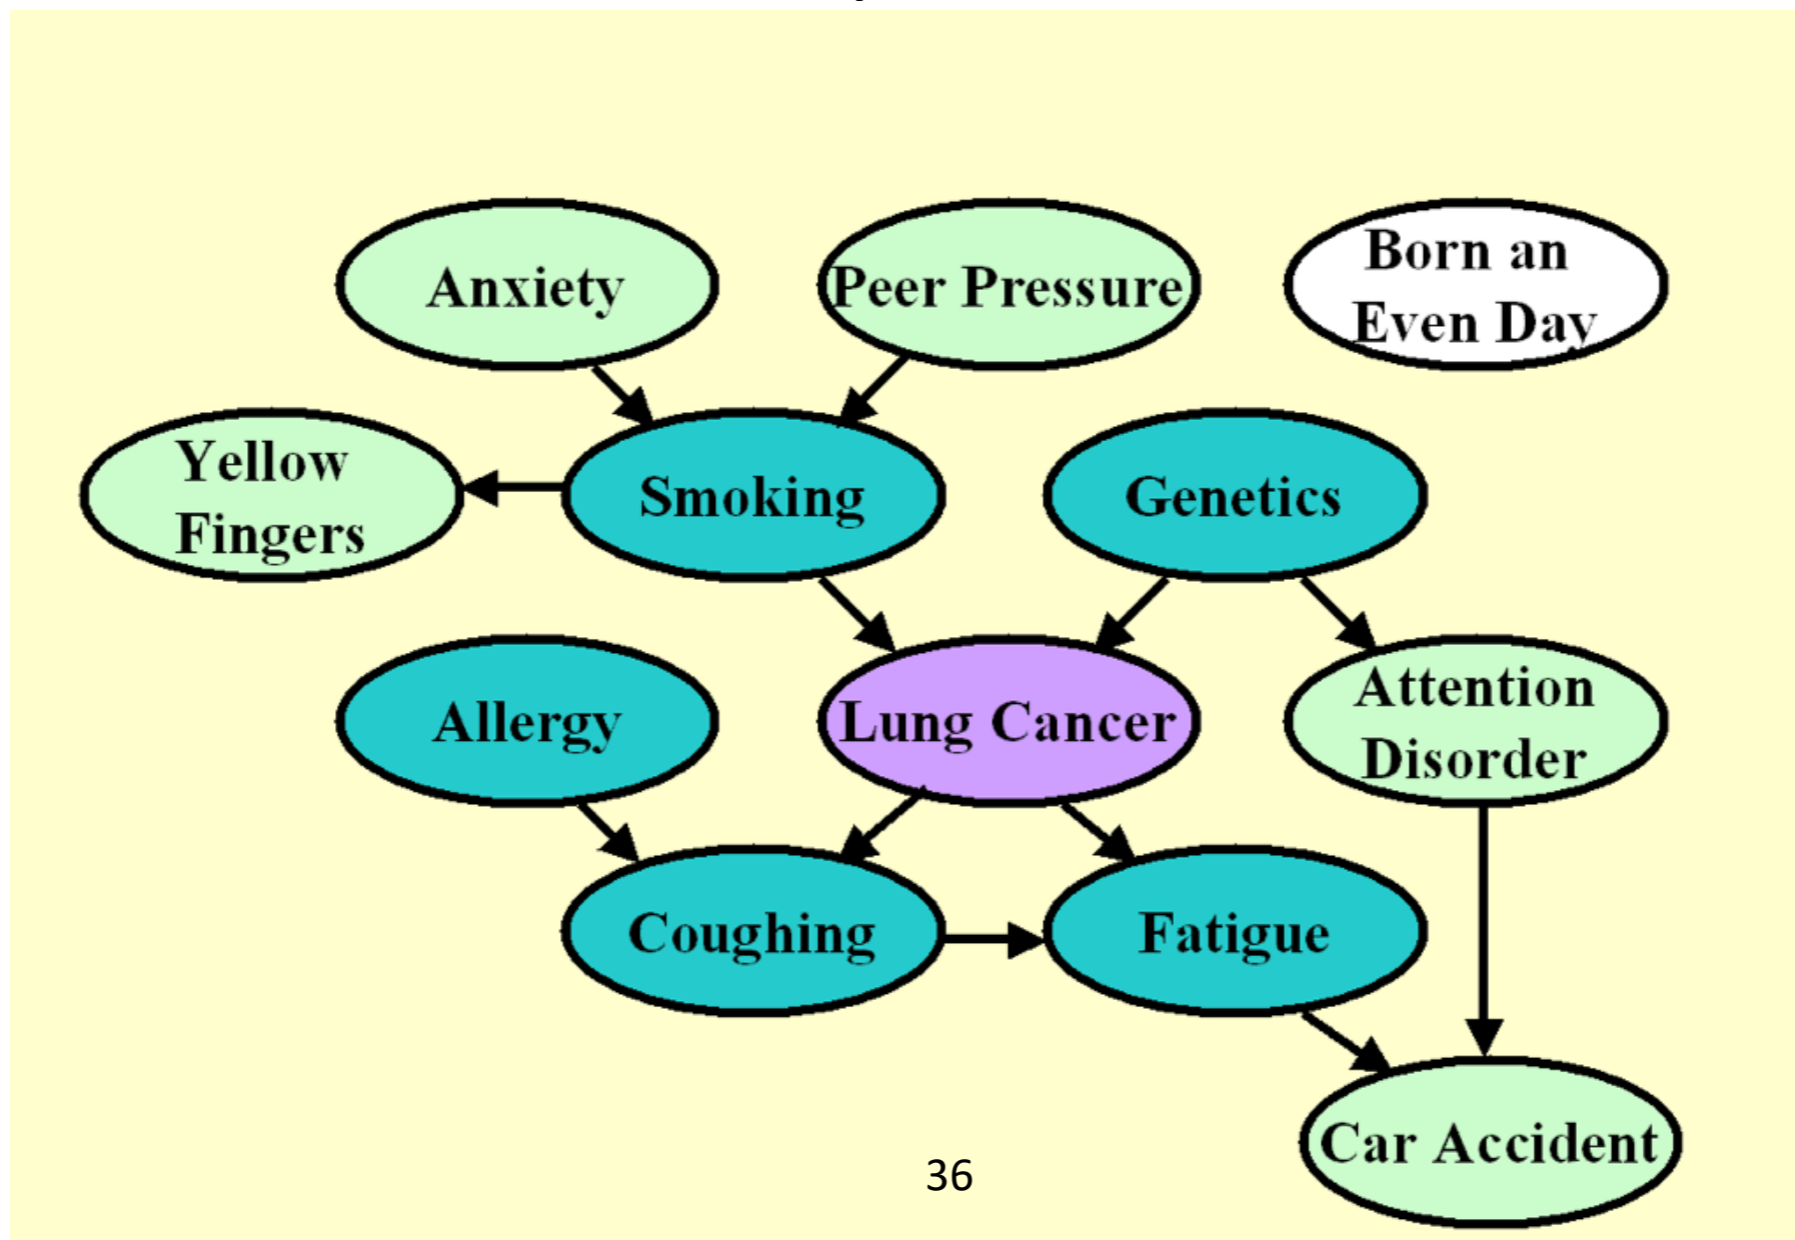 Anxiety
Peer Pressure
Born an
Even Day
Yellow
Fingers
Smoking
Genetics
Allergy
Lung Cancer
Attention
Disorder
Coughing
Fatigue
Car Accident
36